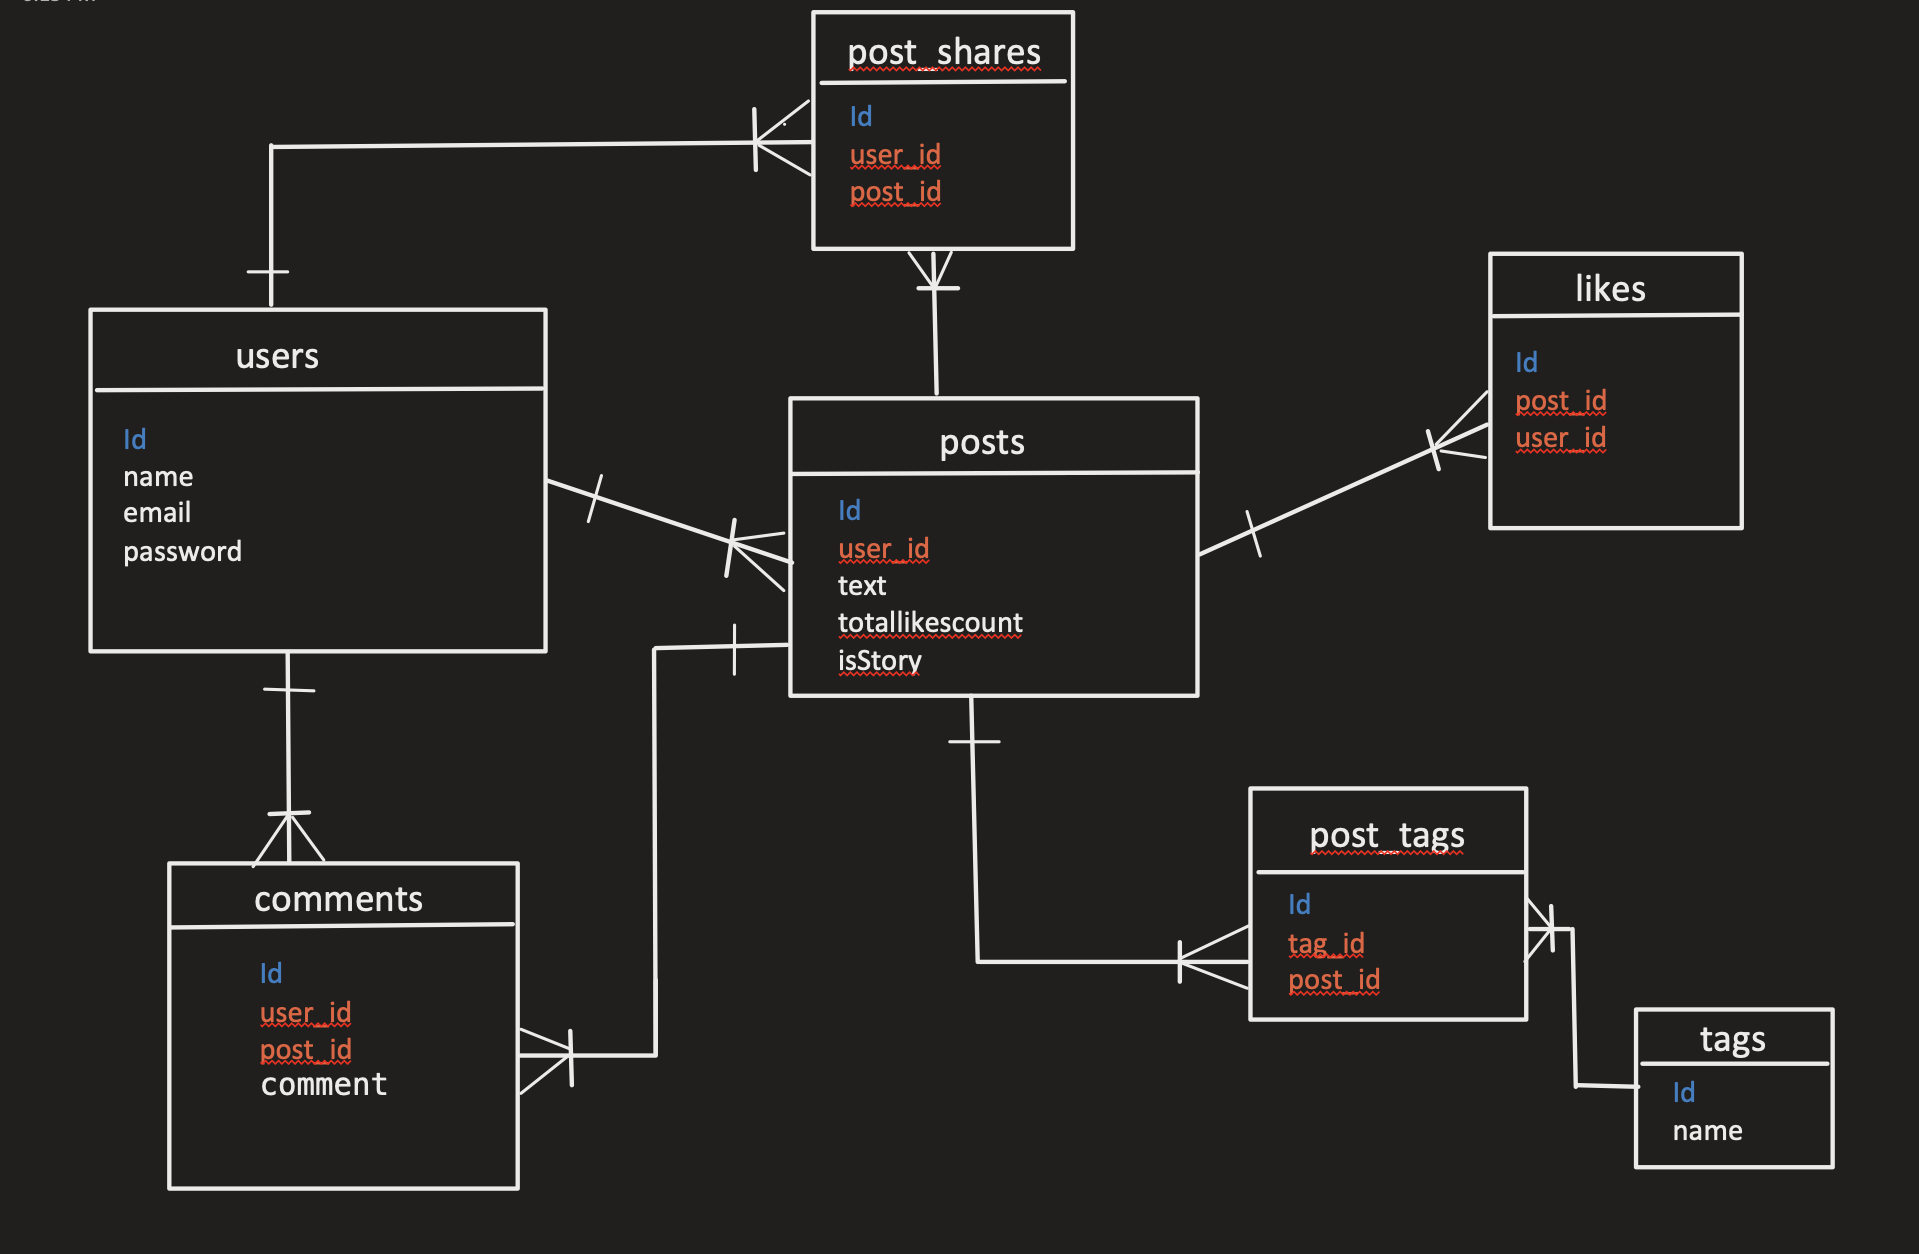 post_shares
Id
user_id
post_id
likes
Id
post_id
user_id
users
Id
name
email
password
posts
Id
user_id
text
totallikescount
isStory
comments
Id
user_id
post_id
comment
post_tags
Id
tag_id
post_id
tags
Id
name